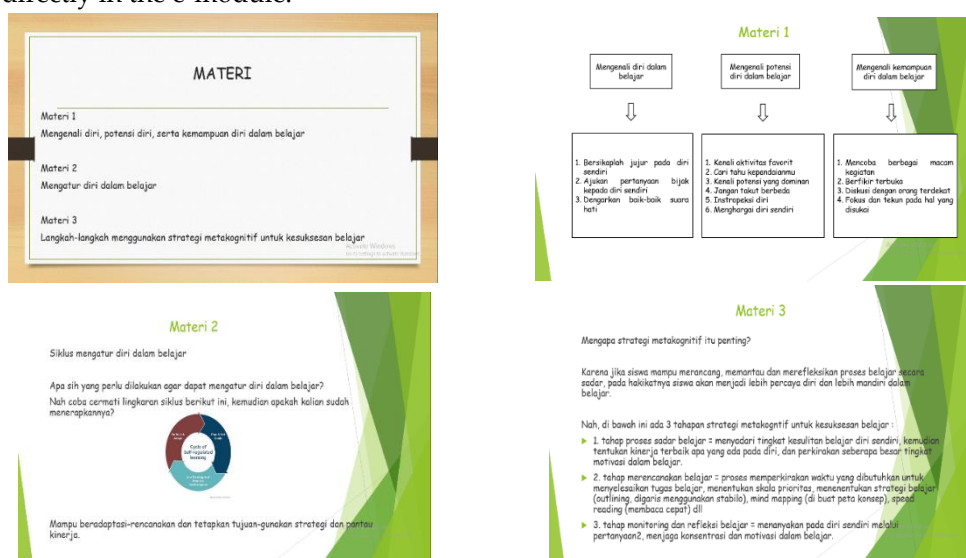 directly in the e-module.
MATERI
Materi 1
Mengenali diri, potensi diri, serta kemampuan diri dalam belajar
Materi 2
Mengatur diri dalam belajar
Materi 3
Langkah-langkah menggunakan strategi metakognitif untuk kesuksesan belajar
Activate Windows
Materi 1
Mengenali diri dalam
belajar
Mengenali potensi
diri dalam belajar
Mengenali kemampuan
diri dalam belajar
1. Bersikaplah jujur pada diri
sendiri
2. Ajukan pertanyaan bijak
kepada diri sendiri
3. Dengarkan baik-baik suara
hati
1. Kenali aktivitas favorit
2. Cari tahu kepandaianmu
3. Kenali potensi yang dominan
4. Jangan takut berbeda
5. Instropeksi diri
6. Menghargai diri sendiri
1. Mencoba berbagai macam
kegiatan
2. Berfikir terbuka
3. Diskusi dengan orang terdekat
4. Fokus dan tekun pada hal yang
disukai
Materi 2
Siklus mengatur diri dalam belajar
Apa sih yang perlu dilakukan agar dapat mengatur diri dalam belajar?
Nah coba cermati lingkaran siklus berikut ini, kemudian apakah kalian sudah
menerapkannya?
Cycle of
Self-regulated
learning
Mampu beradaptasi-rencanakan dan tetapkan tujuan-gunakan strategi dan pantau
kinerja.
Materi 3
Mengapa strategi metakognitif itu penting?
Karena jika siswa mampu merancang, memantau dan merefleksikan proses belajar secara
sadar, pada hakikatnya siswa akan menjadi lebih percaya diri dan lebih mandiri dalam
belajar.
Nah, di bawah ini ada 3 tahapan strategi metakogntif untuk kesuksesan belajar :
1. tahap proses sadar belajar = menyadari tingkat kesulitan belajar diri sendiri, kemudian
tentukan kinerja terbaik apa yang ada pada diri, dan perkirakan seberapa besar tingkat
motivasi dalam belajar.
2. tahap merencanakan belajar = proses memperkirakan waktu yang dibutuhkan untuk
menyelesaikan tugas belajar, menentukan skala prioritas, menenentukan strategi belajar
(outlining, digaris menggunakan stabilo), mind mapping (di buat peta konsep), speed
reading (membaca cepat) dll
3. tahap monitoring dan refleksi belajar = menanyakan pada diri sendiri melalui
pertanyaan2, menjaga konsentrasi dan motivasi dalam belajar.